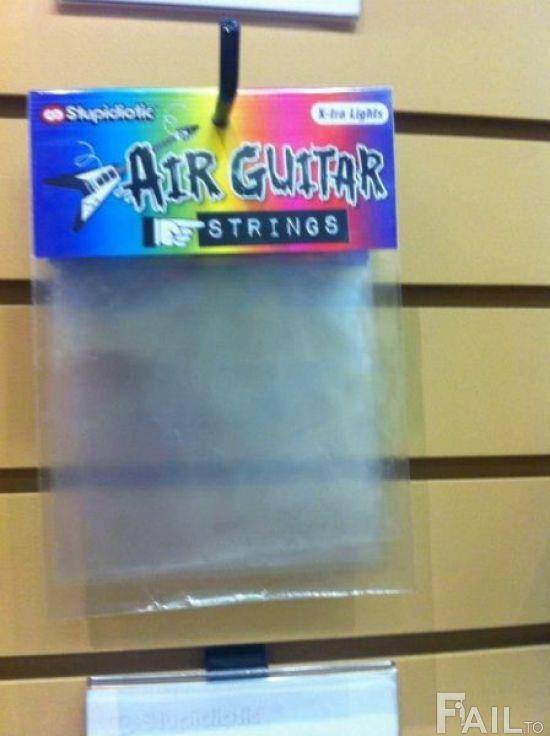 Stupidiotic
X-tra Lights
AIR GUITAR
STRINGS
FAIL.TO